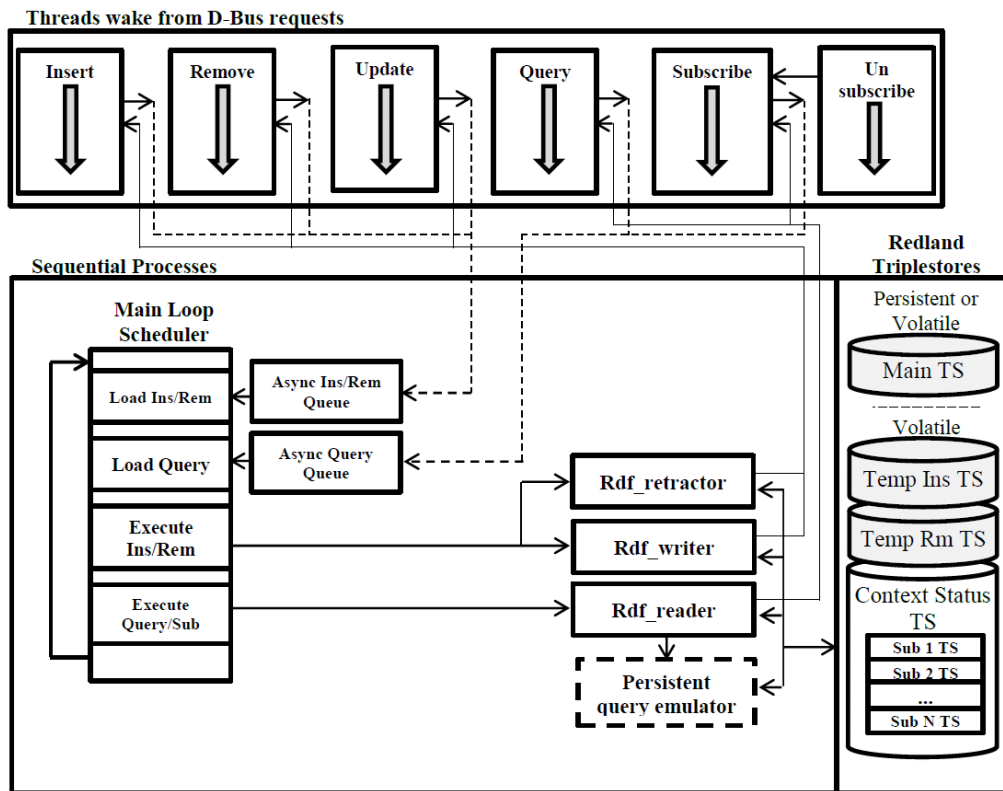 Threads wake from D-Bus requests
Insert
Remove
Update
Query
Subscribe
Un
subscribe
Sequential Processes
Redland
Triplestores
Main Loop
Scheduler
Load Ins/Rem
Load Query
Execute
Ins/Rem
Execute
Query/Sub
Async Ins/Rem
Queue
Async Query
Queue
Rdf_retractor
Rdf_writer
Rdf_reader
Persistent
query emulator
Persistent or
Volatile
Main TS
Volatile
Temp Ins TS
Temp Rm TS
Context Status
TS
Sub 1 TS
Sub 2 TS
...
Sub N TS